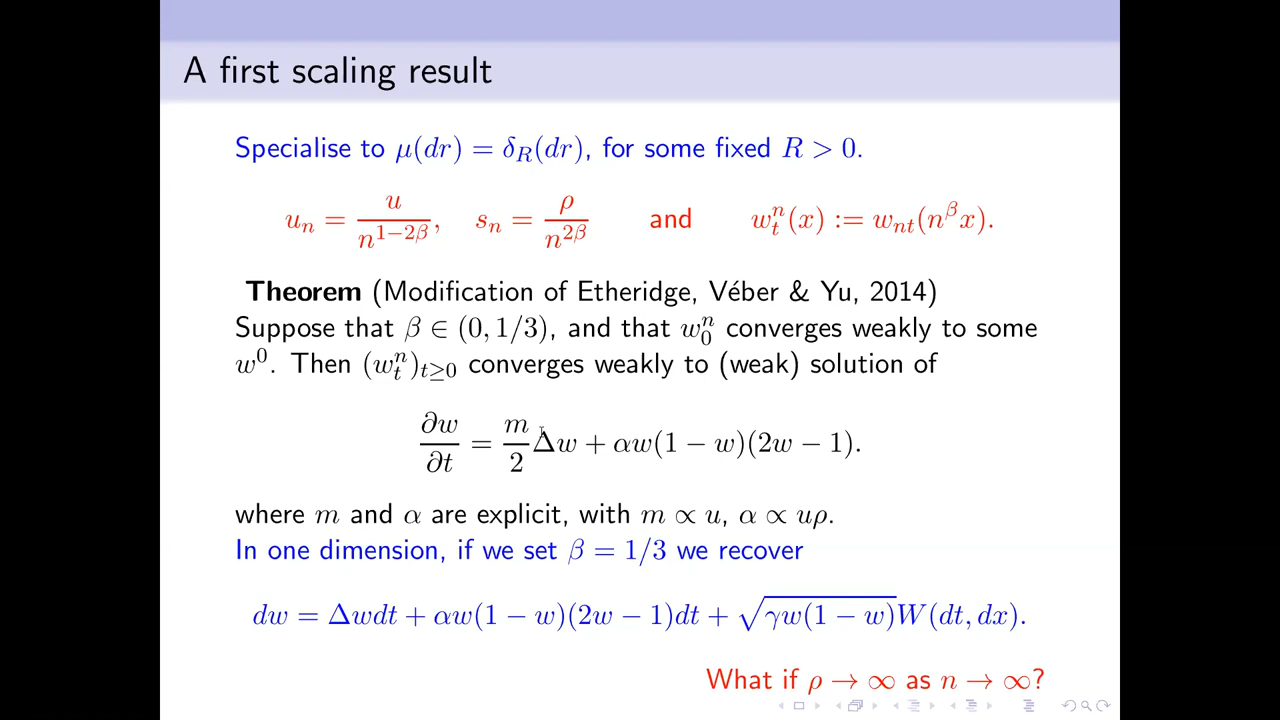 A first scaling result
Specialise to μ(dr) = δ_R(dr), for some fixed R > 0.
u_n = u/n^{1−2β}, s_n = ρ/n^{2β} and w_t^n(x) := w_{nt}(n^β x).
Theorem (Modification of Etheridge, Véber & Yu, 2014)
Suppose that β ∈ (0, 1/3), and that w_0^n converges weakly to some
w^0. Then (w_t^n)_{t≥0} converges weakly to (weak) solution of
∂w/∂t = m/2 Δw + αw(1 − w)(2w − 1).
where m and α are explicit, with m ∝ u, α ∝ uρ.
In one dimension, if we set β = 1/3 we recover
dw = Δwdt + αw(1 − w)(2w − 1)dt + √(γw(1 − w))W(dt, dx).
What if ρ → ∞ as n → ∞?